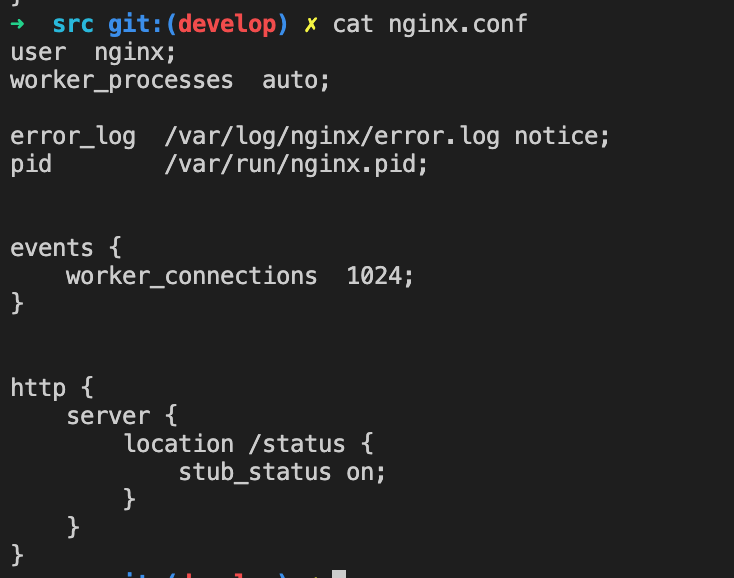 }
➜  src git:(develop) ✗ cat nginx.conf
user  nginx;
worker_processes  auto;

error_log  /var/log/nginx/error.log notice;
pid        /var/run/nginx.pid;


events {
    worker_connections  1024;
}


http {
    server {
        location /status {
            stub_status on;
        }
    }
}